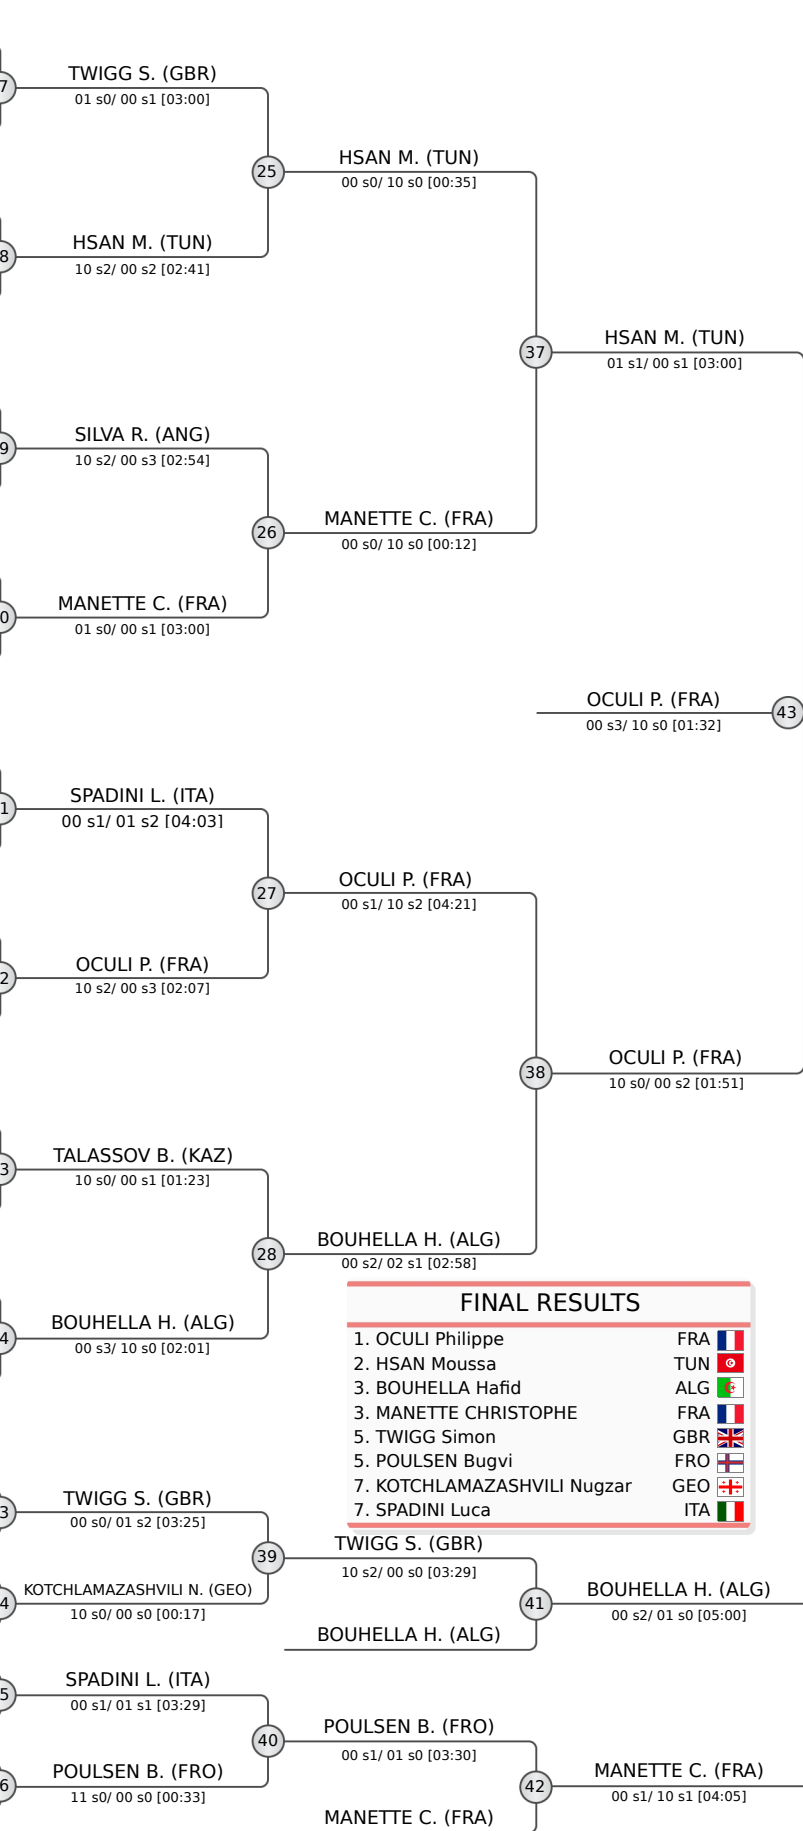 TWIGG S. (GBR)
7
01 s0/ 00 s1 [03:00]
HSAN M. (TUN)
25
00 s0/ 10 s0 [00:35]
HSAN M. (TUN)
8
10 s2/ 00 s2 [02:41]
HSAN M. (TUN)
37
01 s1/ 00 s1 [03:00]
SILVA R. (ANG)
9
10 s2/ 00 s3 [02:54]
MANETTE C. (FRA)
26
00 s0/ 10 s0 [00:12]
MANETTE C. (FRA)
0
01 s0/ 00 s1 [03:00]
OCULI P. (FRA)
43
00 s3/ 10 s0 [01:32]
SPADINI L. (ITA)
1
00 s1/ 01 s2 [04:03]
OCULI P. (FRA)
27
00 s1/ 10 s2 [04:21]
OCULI P. (FRA)
2
10 s2/ 00 s3 [02:07]
OCULI P. (FRA)
38
10 s0/ 00 s2 [01:51]
TALASSOV B. (KAZ)
3
10 s0/ 00 s1 [01:23]
BOUHELLA H. (ALG)
28
00 s2/ 02 s1 [02:58]
BOUHELLA H. (ALG)
4
00 s3/ 10 s0 [02:01]
FINAL RESULTS
1. OCULI Philippe FRA
2. HSAN Moussa TUN
3. BOUHELLA Hafid ALG
3. MANETTE CHRISTOPHE FRA
5. TWIGG Simon GBR
5. POULSEN Bugvi FRO
7. KOTCHLAMAZASHVILI Nugzar GEO
7. SPADINI Luca ITA
TWIGG S. (GBR)
3
00 s0/ 01 s2 [03:25]
TWIGG S. (GBR)
39
10 s2/ 00 s0 [03:29]
KOTCHLAMAZASHVILI N. (GEO)
4
10 s0/ 00 s0 [00:17]
BOUHELLA H. (ALG)
41
00 s2/ 01 s0 [05:00]
BOUHELLA H. (ALG)
SPADINI L. (ITA)
5
00 s1/ 01 s1 [03:29]
POULSEN B. (FRO)
40
00 s1/ 01 s0 [03:30]
POULSEN B. (FRO)
6
11 s0/ 00 s0 [00:33]
MANETTE C. (FRA)
42
00 s1/ 10 s1 [04:05]
MANETTE C. (FRA)